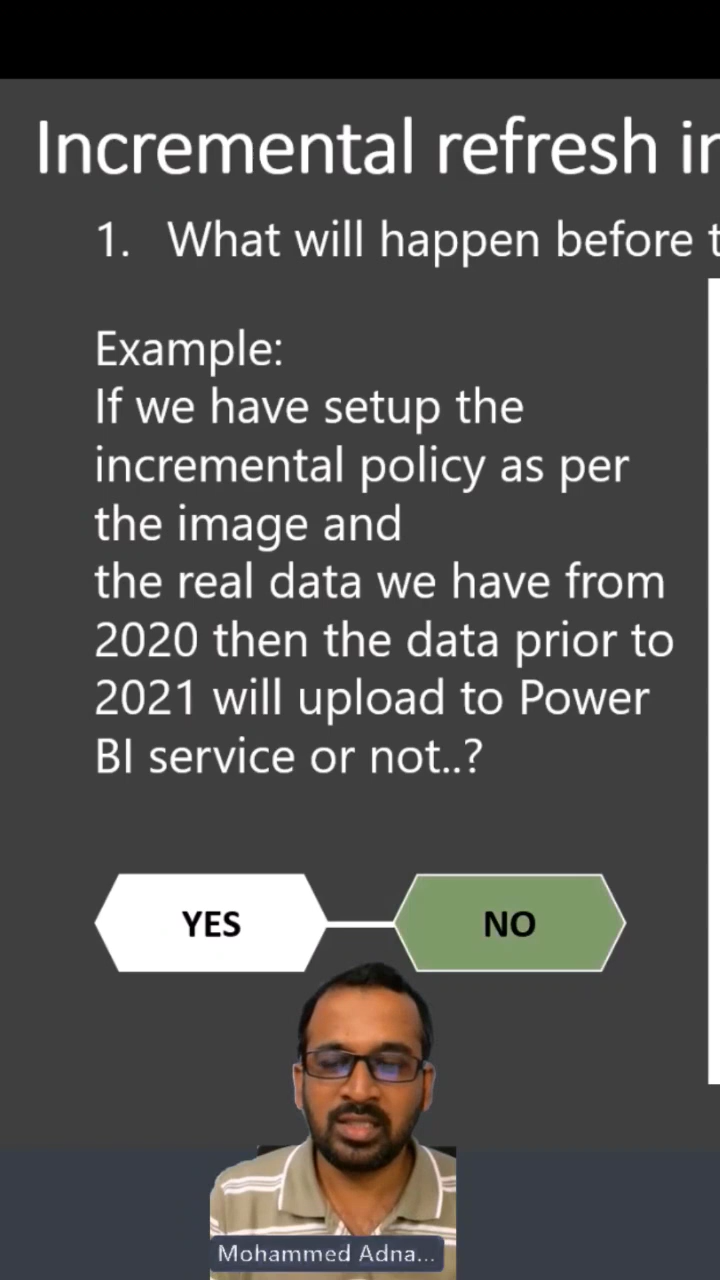 Incremental refresh in
1. What will happen before t
Example:
If we have setup the
incremental policy as per
the image and
the real data we have from
2020 then the data prior to
2021 will upload to Power
BI service or not..?
YES
NO
Mohammed Adna...